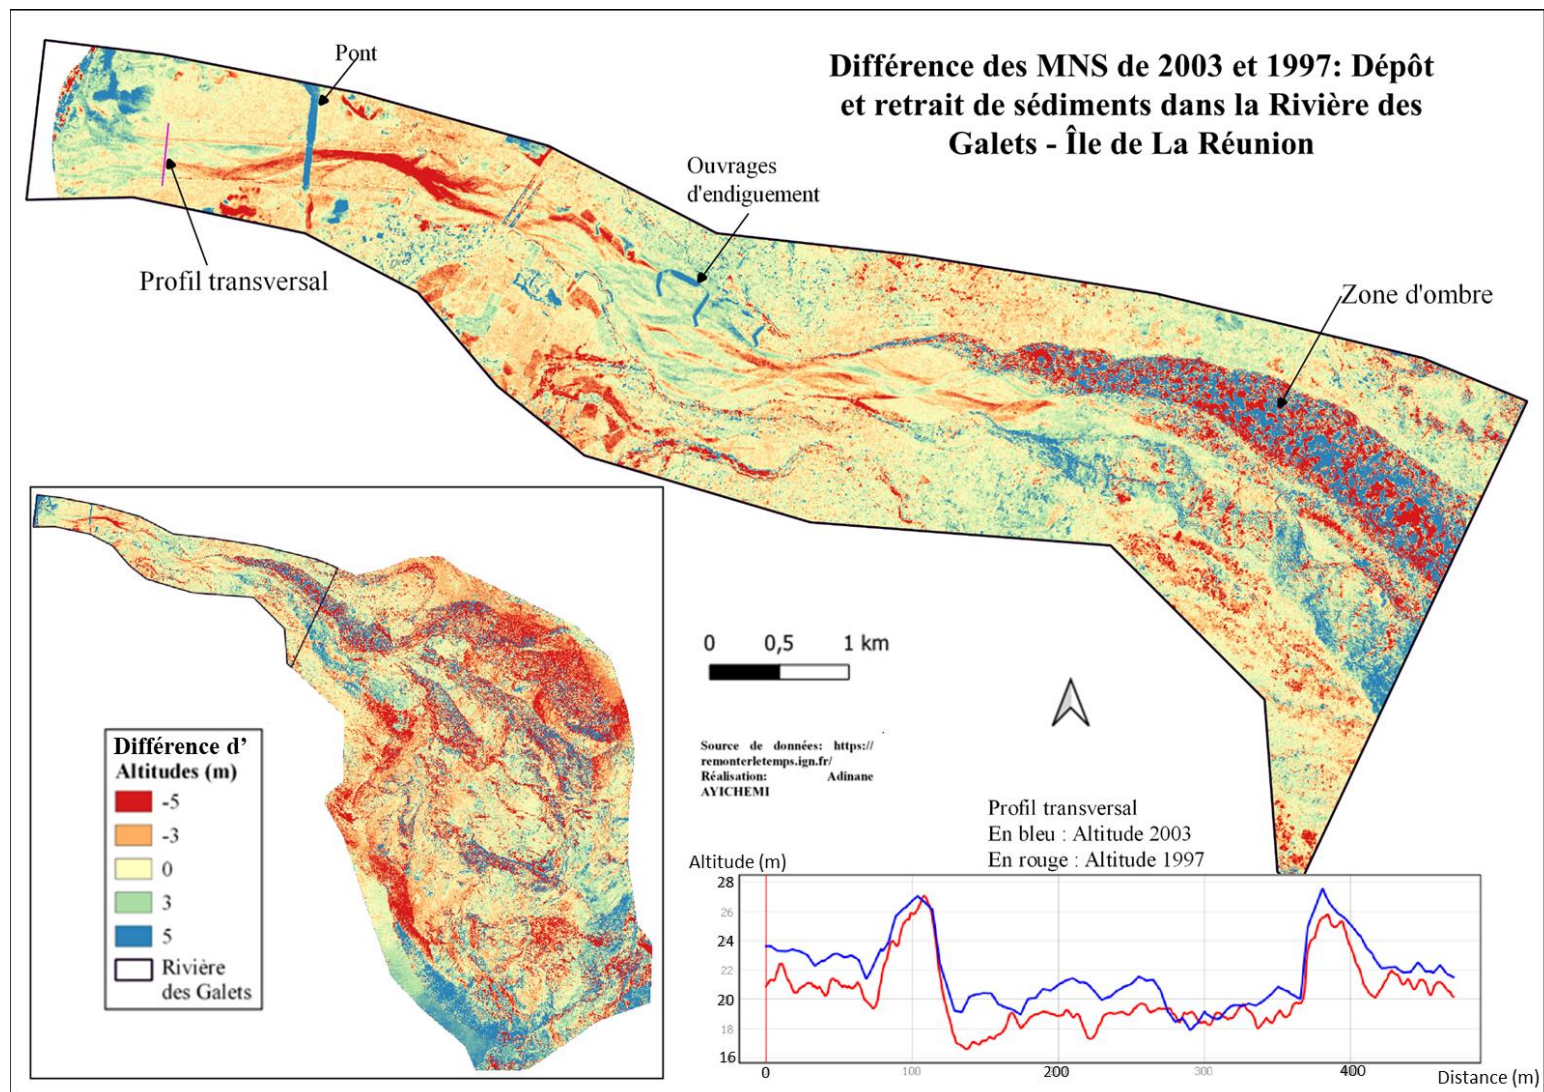 Différence des MNS de 2003 et 1997: Dépôt
et retrait de sédiments dans la Rivière des
Galets - Île de La Réunion
Pont
Ouvrages
d'endiguement
Profil transversal
Zone d'ombre
0 0,5 1 km
Différence d’
Altitudes (m)
-5
-3
0
3
5
Rivière
des Galets
Source de données: https://
remonterletemps.ign.fr/
Réalisation: Adinane
AYICHEMI
Profil transversal
En bleu : Altitude 2003
En rouge : Altitude 1997
Altitude (m)
28
26
24
22
20
18
16
0 100 200 300 400
Distance (m)